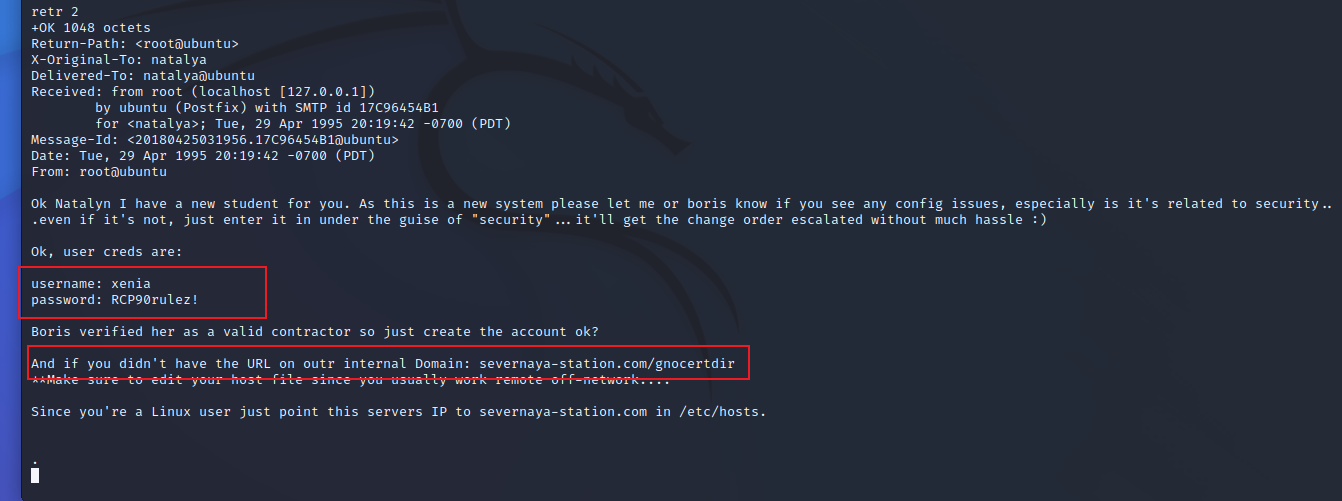 retr 2
+OK 1048 octets
Return-Path: <root@ubuntu>
X-Original-To: natalya
Delivered-To: natalya@ubuntu
Received: from root (localhost [127.0.0.1])
by ubuntu (Postfix) with SMTP id 17C96454B1
for <natalya>; Tue, 29 Apr 1995 20:19:42 -0700 (PDT)
Message-Id: <20180425031956.17C96454B1@ubuntu>
Date: Tue, 29 Apr 1995 20:19:42 -0700 (PDT)
From: root@ubuntu
Ok Natalyn I have a new student for you. As this is a new system please let me or boris know if you see any config issues, especially is it's related to security..
.even if it's not, just enter it in under the guise of "security"...it'll get the change order escalated without much hassle :)
Ok, user creds are:
username: xenia
password: RCP90rulez!
Boris verified her as a valid contractor so just create the account ok?
And if you didn't have the URL on outr internal Domain: severnaya-station.com/gnocertdir
**Make sure to edit your host file since you usually work remote off-network....
Since you're a Linux user just point this servers IP to severnaya-station.com in /etc/hosts.
.